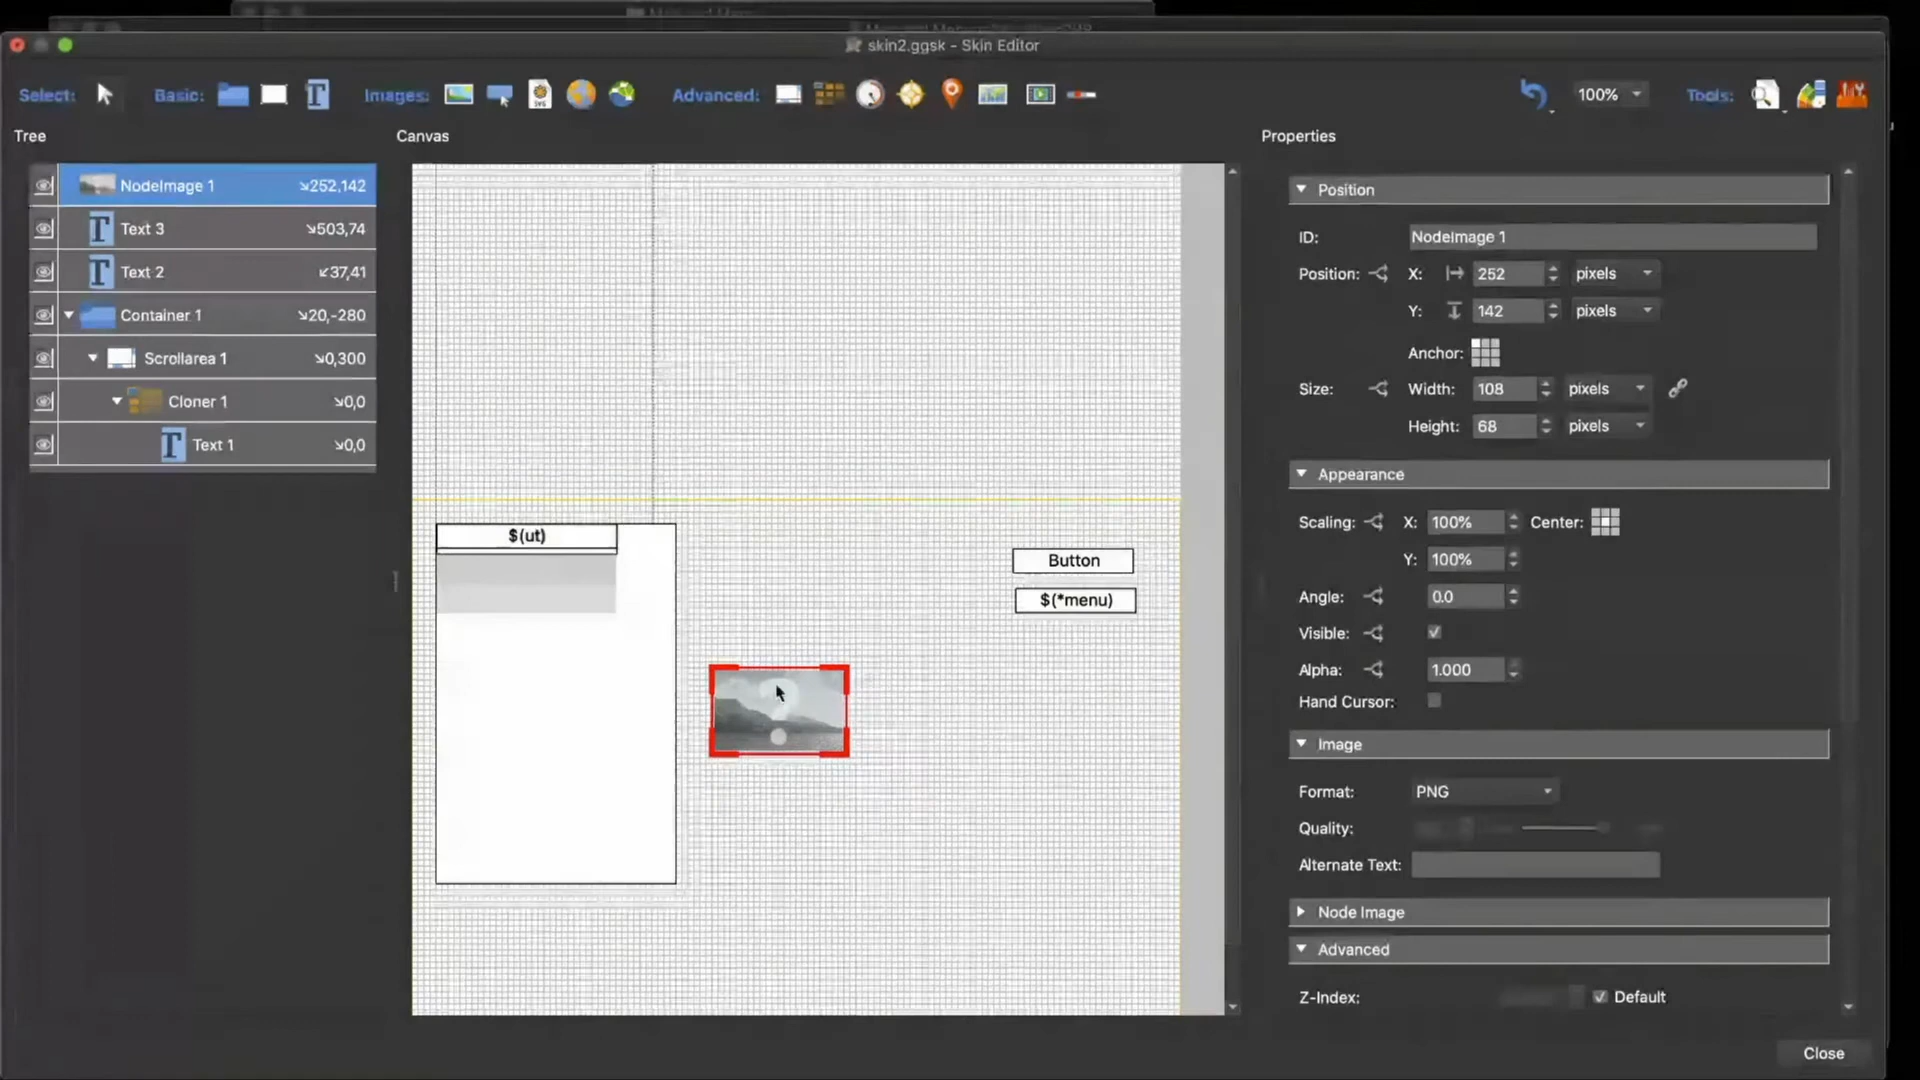 skin2.ggsk - Skin Editor
Select:
Basic:
Images:
SVG
Advanced:
100%
Tools:
Tree
Canvas
Properties
NodeImage 1
↘252,142
Text 3
↘503,74
Text 2
↙37,41
Container 1
↘20,-280
Scrollarea 1
↘0,300
Cloner 1
↘0,0
Text 1
↘0,0
$(ut)
Button
$(*menu)
Position
ID:
NodeImage 1
Position:
X:
252
pixels
Y:
142
pixels
Anchor:
Size:
Width:
108
pixels
Height:
68
pixels
Appearance
Scaling:
X:
100%
Center:
Y:
100%
Angle:
0.0
Visible:
Alpha:
1.000
Hand Cursor:
Image
Format:
PNG
Quality:
Alternate Text:
Node Image
Advanced
Z-Index:
Default
Close